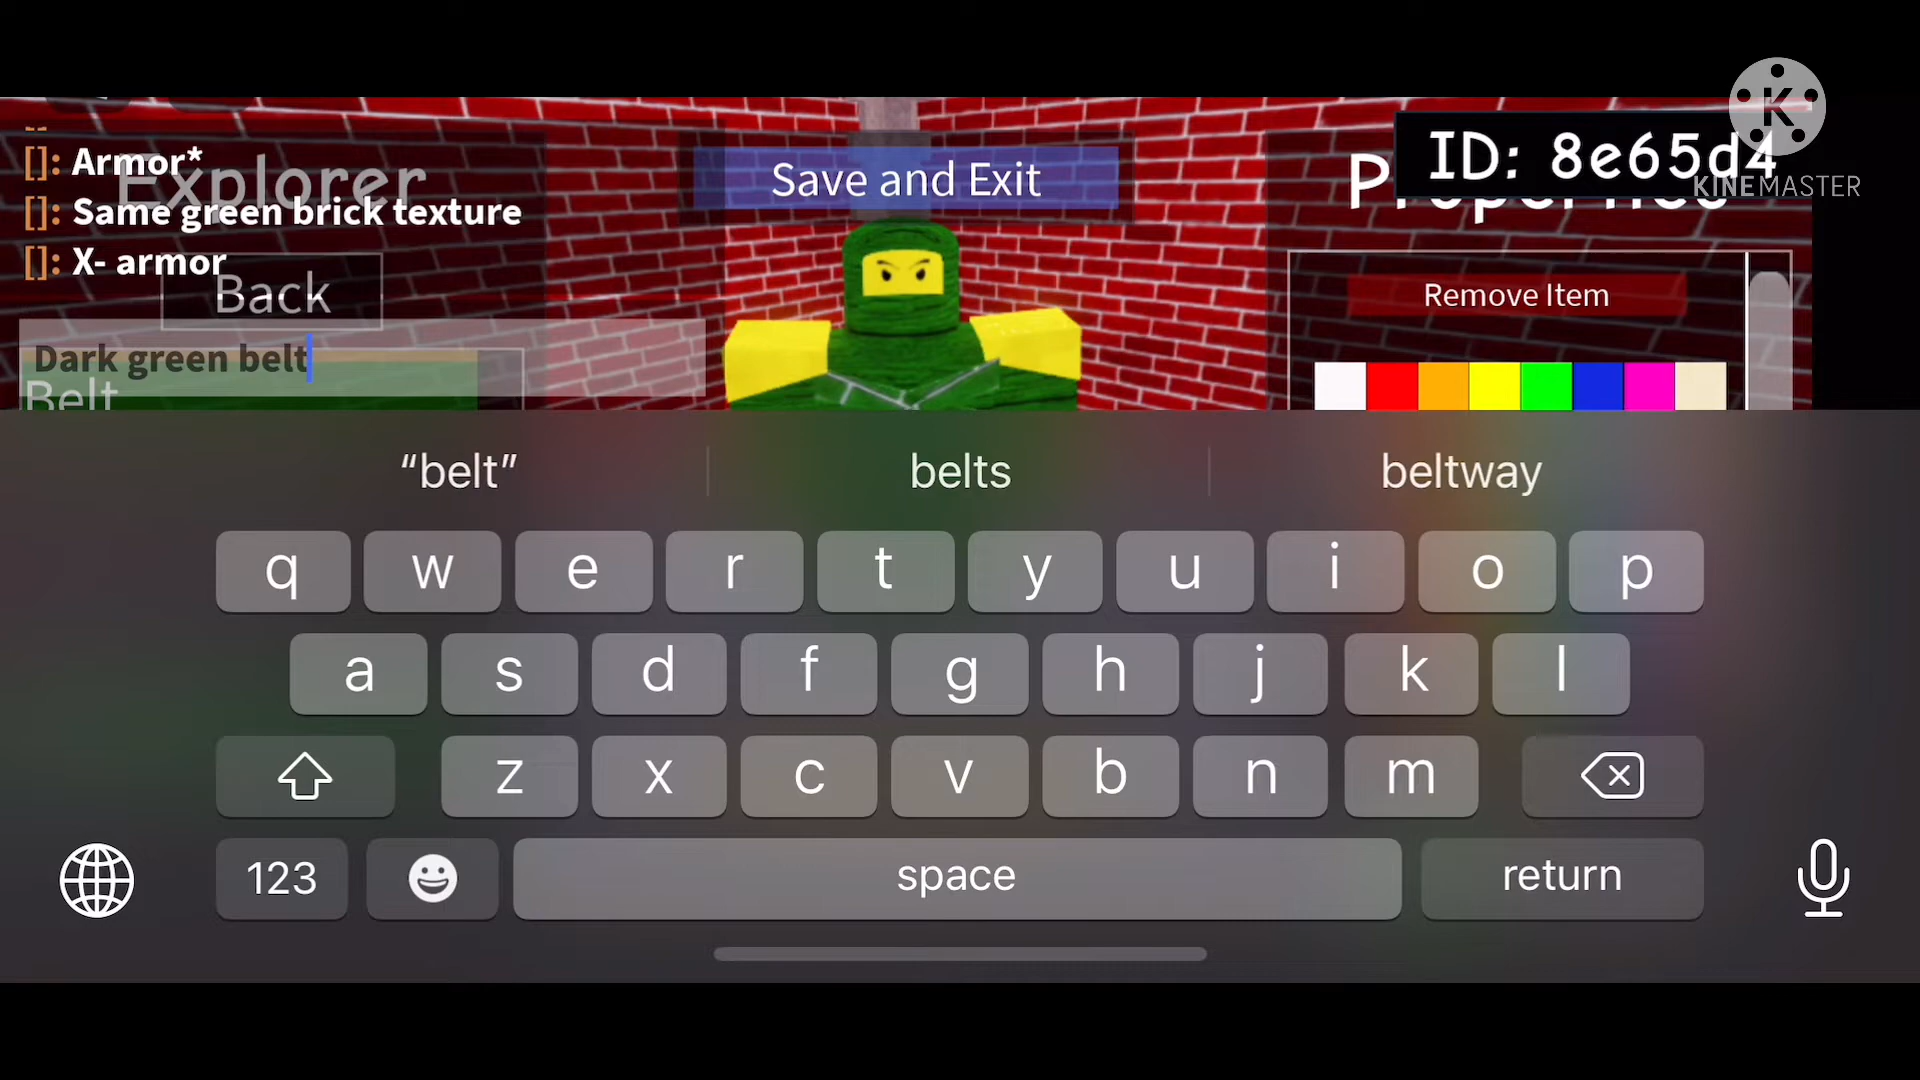 []: Armor*
Explorer
[]: Same green brick texture
[]: X- armor
Back
Dark green belt
Belt
Save and Exit
ID: 8e65d4
KINEMASTER
Properties
Remove Item
“belt” belts beltway
q w e r t y u i o p
a s d f g h j k l
z x c v b n m
123 space return